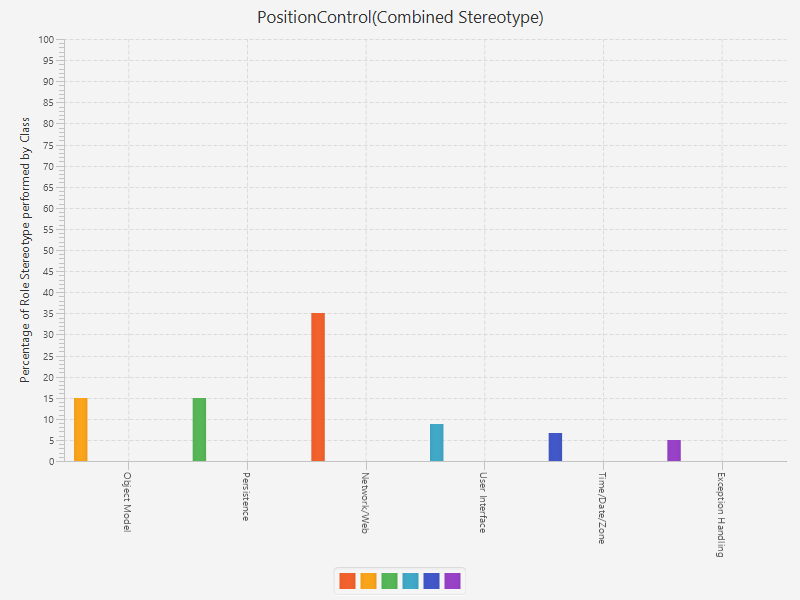 PositionControl(Combined Stereotype)
Percentage of Role Stereotype performed by Class
100
95
90
85
80
75
70
65
60
55
50
45
40
35
30
25
20
15
10
5
0
Object Model
Persistence
Network/Web
User Interface
Time/Date/Zone
Exception Handling